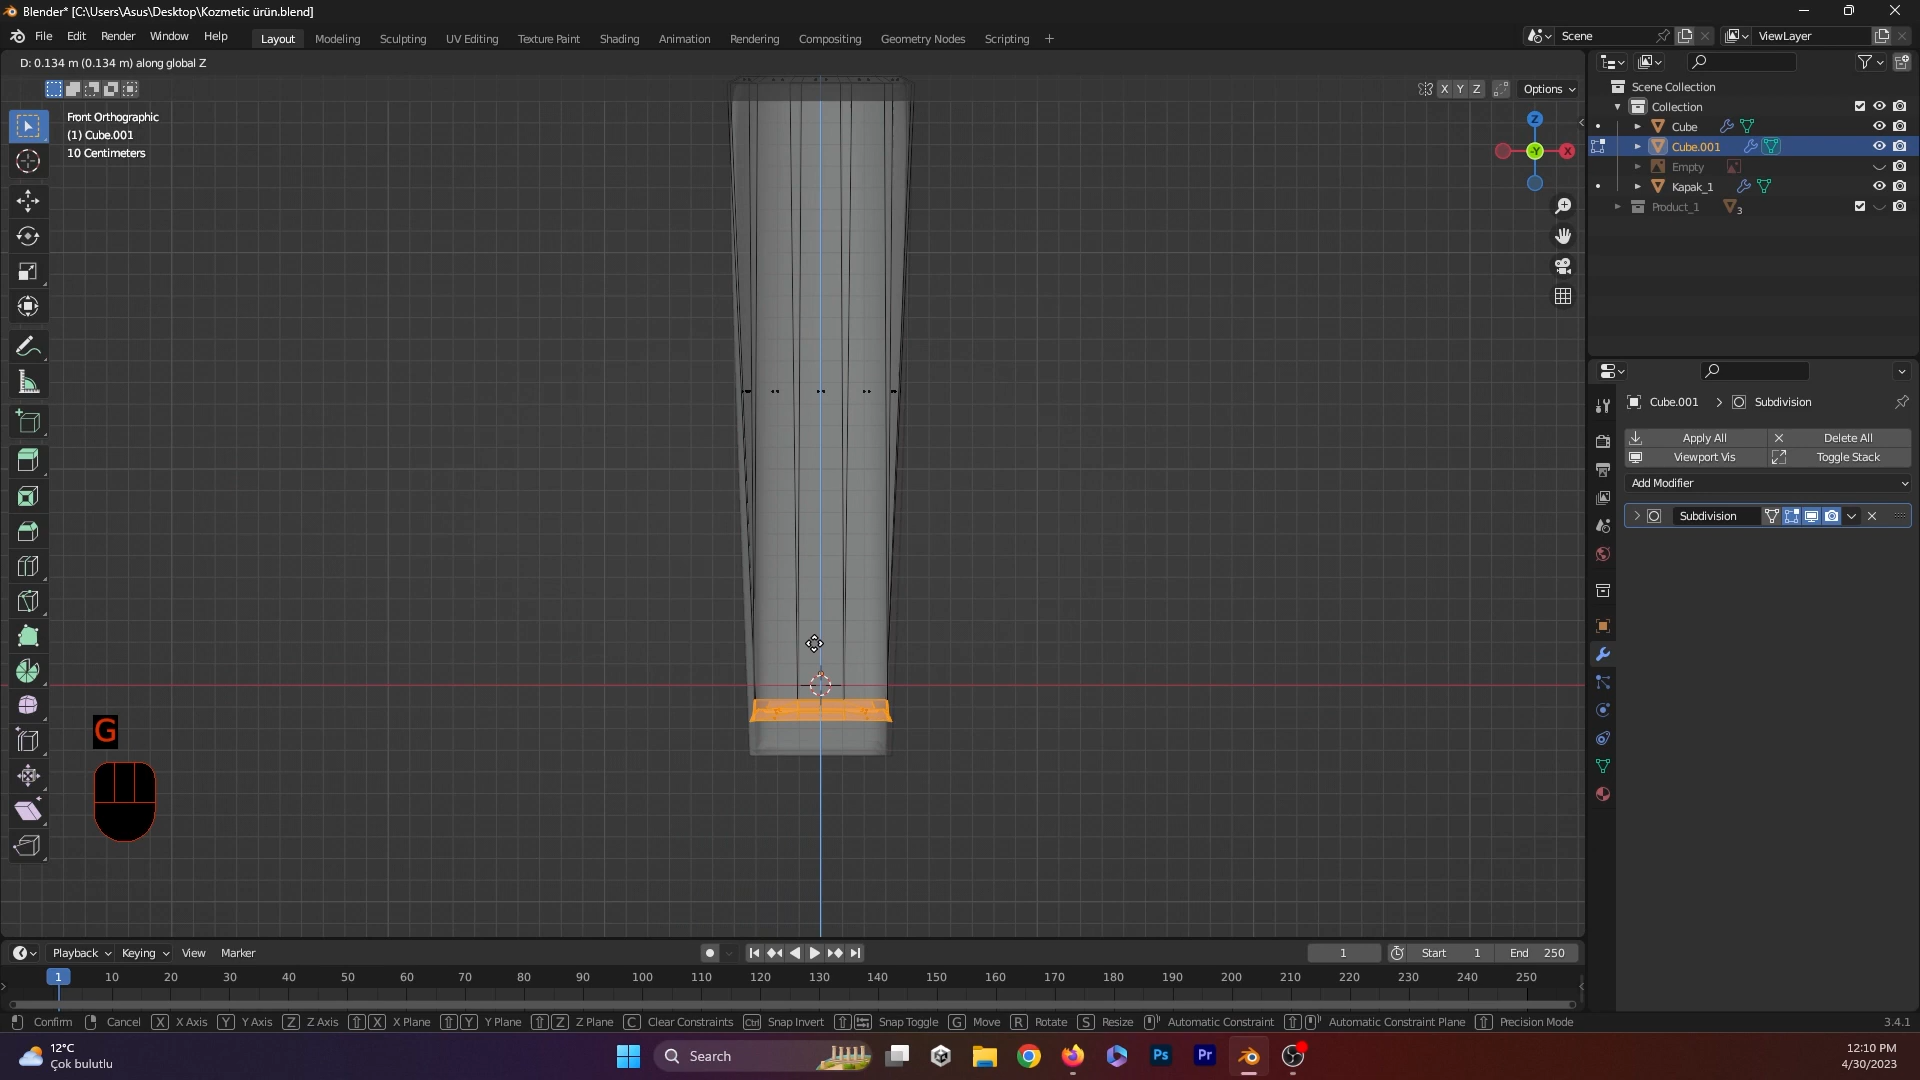 Blender* [C:\Users\Asus\Desktop\Kozmetic ürün.blend]
File Edit Render Window Help Layout Modeling Sculpting UV Editing Texture Paint Shading Animation Rendering Compositing Geometry Nodes Scripting + Scene ViewLayer
D: 0.134 m (0.134 m) along global Z
X Y Z Options
Front Orthographic
(1) Cube.001
10 Centimeters
Z
-Y
X
Scene Collection
Collection
Cube
Cube.001
Empty
Kapak_1
Product_1 3
Cube.001 > Subdivision
Apply All Delete All
Viewport Vis Toggle Stack
Add Modifier
Subdivision
G
Playback Keying View Marker 1 Start 1 End 250
1 10 20 30 40 50 60 70 80 90 100 110 120 130 140 150 160 170 180 190 200 210 220 230 240 250
Confirm Cancel X X Axis Y Y Axis Z Z Axis X X Plane Y Y Plane Z Z Plane C Clear Constraints Ctrl Snap Invert Snap Toggle G Move R Rotate S Resize Automatic Constraint Automatic Constraint Plane Precision Mode 3.4.1
12°C
Çok bulutlu
Search
Ps
Pr
12:10 PM
4/30/2023